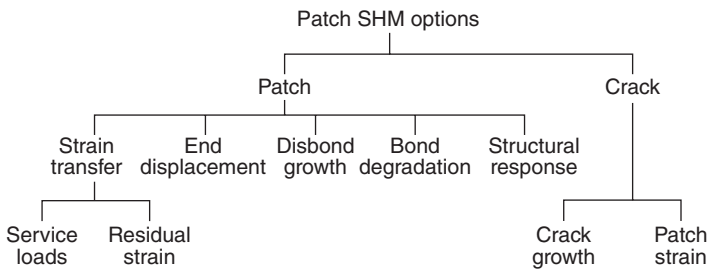 Patch SHM options
Patch
Crack
Strain
transfer
End
displacement
Disbond
growth
Bond
degradation
Structural
response
Service
loads
Residual
strain
Crack
growth
Patch
strain